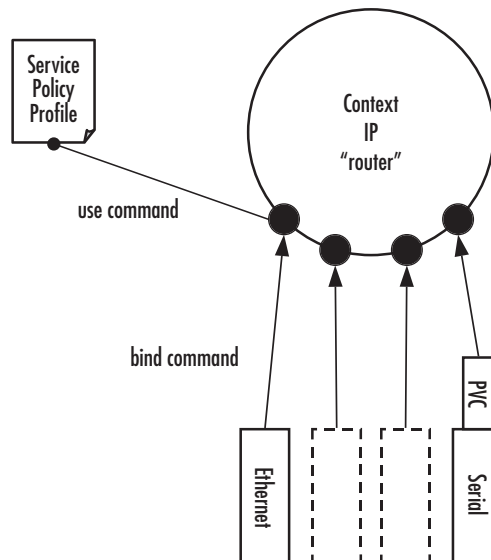 Service
Policy
Profile
Context
IP
“router”
use command
bind command
PVC
Ethernet
Serial